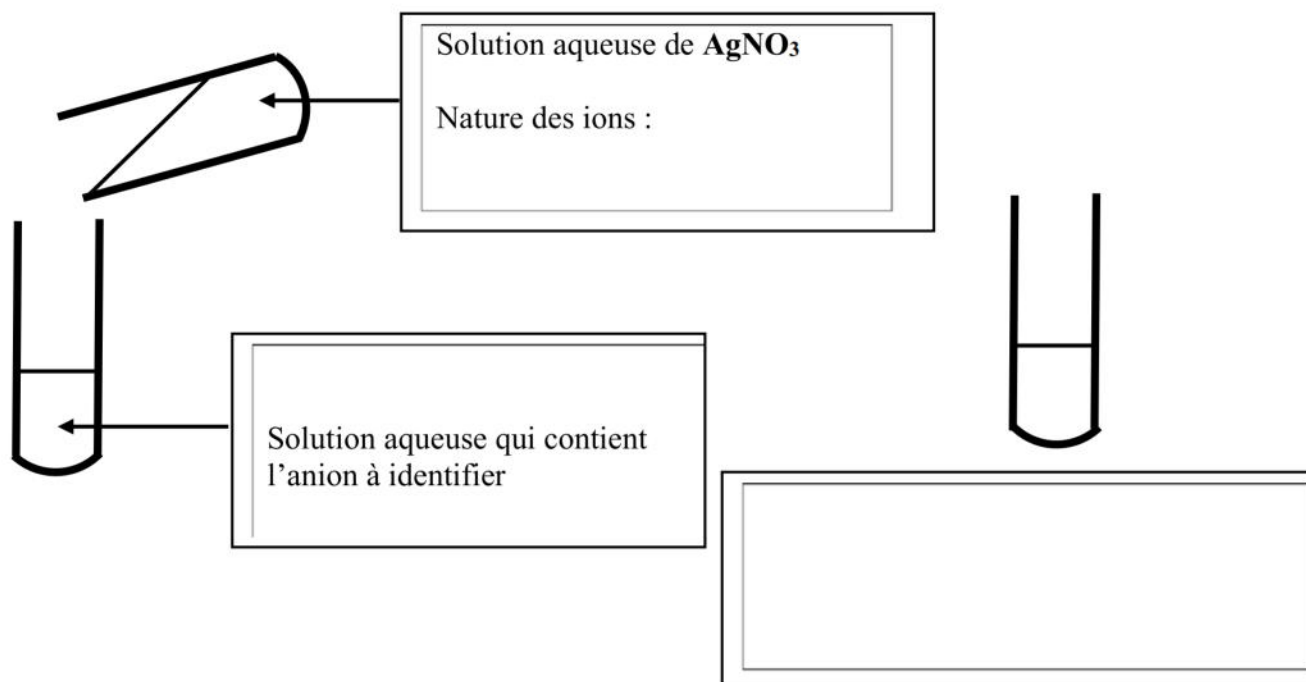 Solution aqueuse de AgNO₃
Nature des ions :
Solution aqueuse qui contient
l’anion à identifier